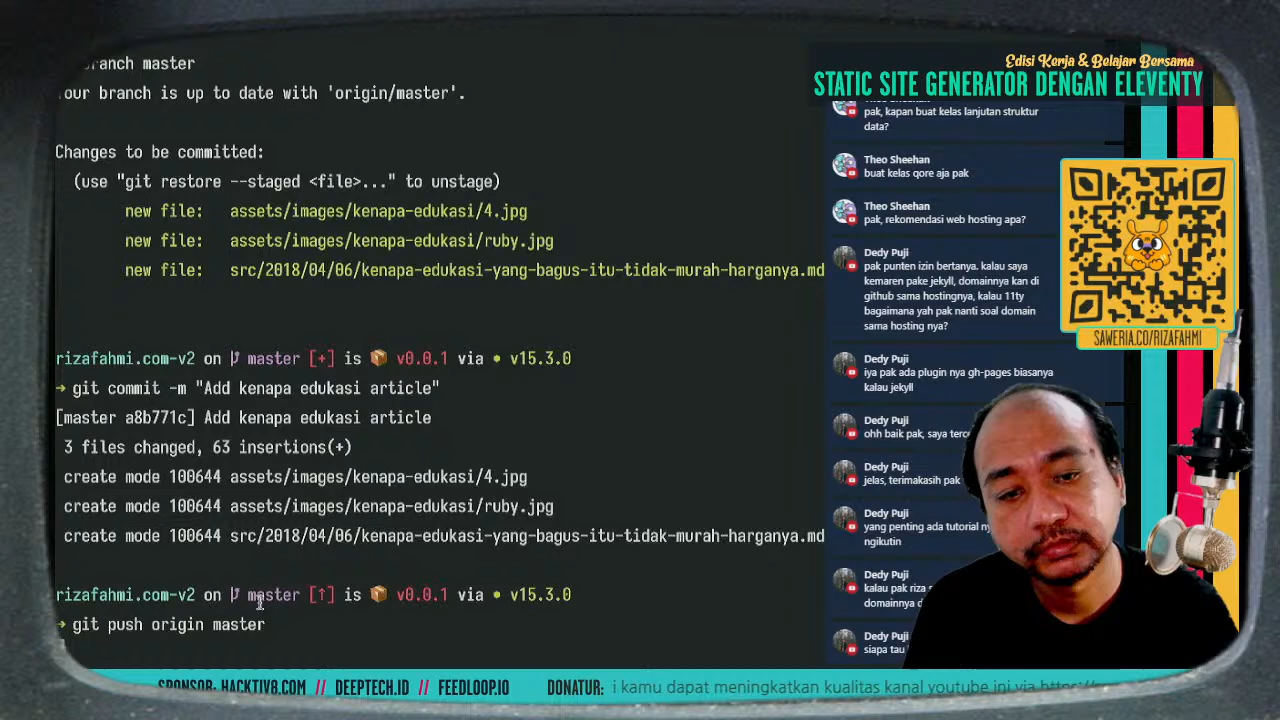 branch master
Your branch is up to date with 'origin/master'.
Changes to be committed:
(use "git restore --staged <file>..." to unstage)
new file: assets/images/kenapa-edukasi/4.jpg
new file: assets/images/kenapa-edukasi/ruby.jpg
new file: src/2018/04/06/kenapa-edukasi-yang-bagus-itu-tidak-murah-harganya.md
rizafahmi.com-v2 on master [+] is 📦 v0.0.1 via • v15.3.0
➜ git commit -m "Add kenapa edukasi article"
[master a8b771c] Add kenapa edukasi article
3 files changed, 63 insertions(+)
create mode 100644 assets/images/kenapa-edukasi/4.jpg
create mode 100644 assets/images/kenapa-edukasi/ruby.jpg
create mode 100644 src/2018/04/06/kenapa-edukasi-yang-bagus-itu-tidak-murah-harganya.md
rizafahmi.com-v2 on master [↑] is 📦 v0.0.1 via • v15.3.0
➜ git push origin master
Edisi Kerja & Belajar Bersama
STATIC SITE GENERATOR DENGAN ELEVENTY
Theo Sheehan
pak, kapan buat kelas lanjutan struktur
data?
Theo Sheehan
buat kelas qore aja pak
Theo Sheehan
pak, rekomendasi web hosting apa?
Dedy Puji
pak punten izin bertanya. kalau saya
kemaren pake jekyll, domainnya kan di
github sama hostingnya, kalau 11ty
bagaimana yah pak nanti soal domain
sama hosting nya?
Dedy Puji
iya pak ada plugin nya gh-pages biasanya
kalau jekyll
Dedy Puji
ohh baik pak, saya
Dedy Puji
jelas, terimakasih pak
Dedy Puji
yang penting ada tutorial
ngikutin
Dedy Puji
kalau pak riza
domainnya
Dedy Puji
siapa tau
SAWERIA.CO/RIZAFAHMI
SPONSOR: HACKTIV8.COM // DEEPTECH.ID // FEEDLOOP.IO
DONATUR: i kamu dapat meningkatkan kualitas kanal youtube ini via https://